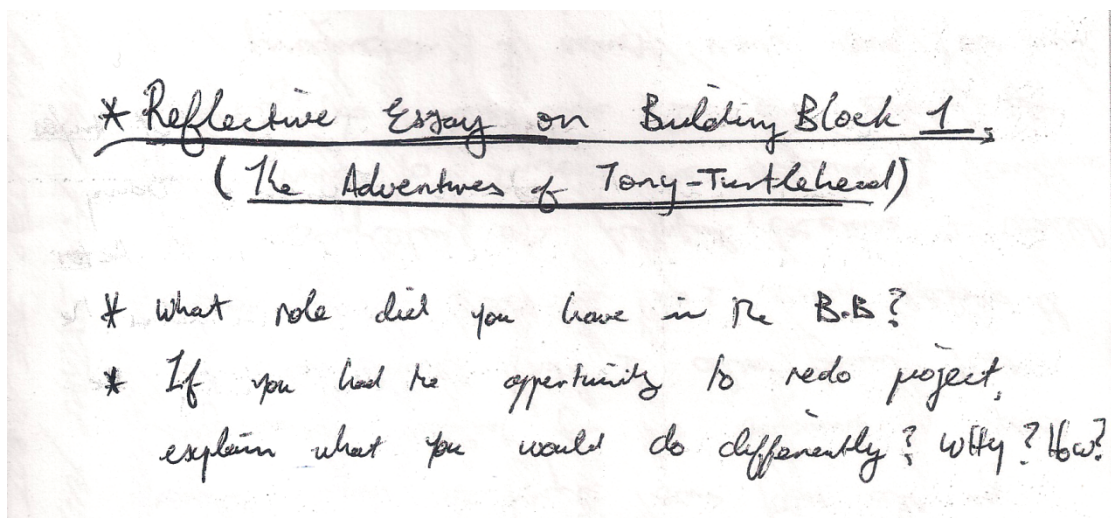 * Reflective Essay on Building Block 1,
(The Adventures of Tony-Turtlehead)
* What role did you have in the B.B?
* If you had the oppertunity to redo project,
explain what you would do differently? WHy? How?